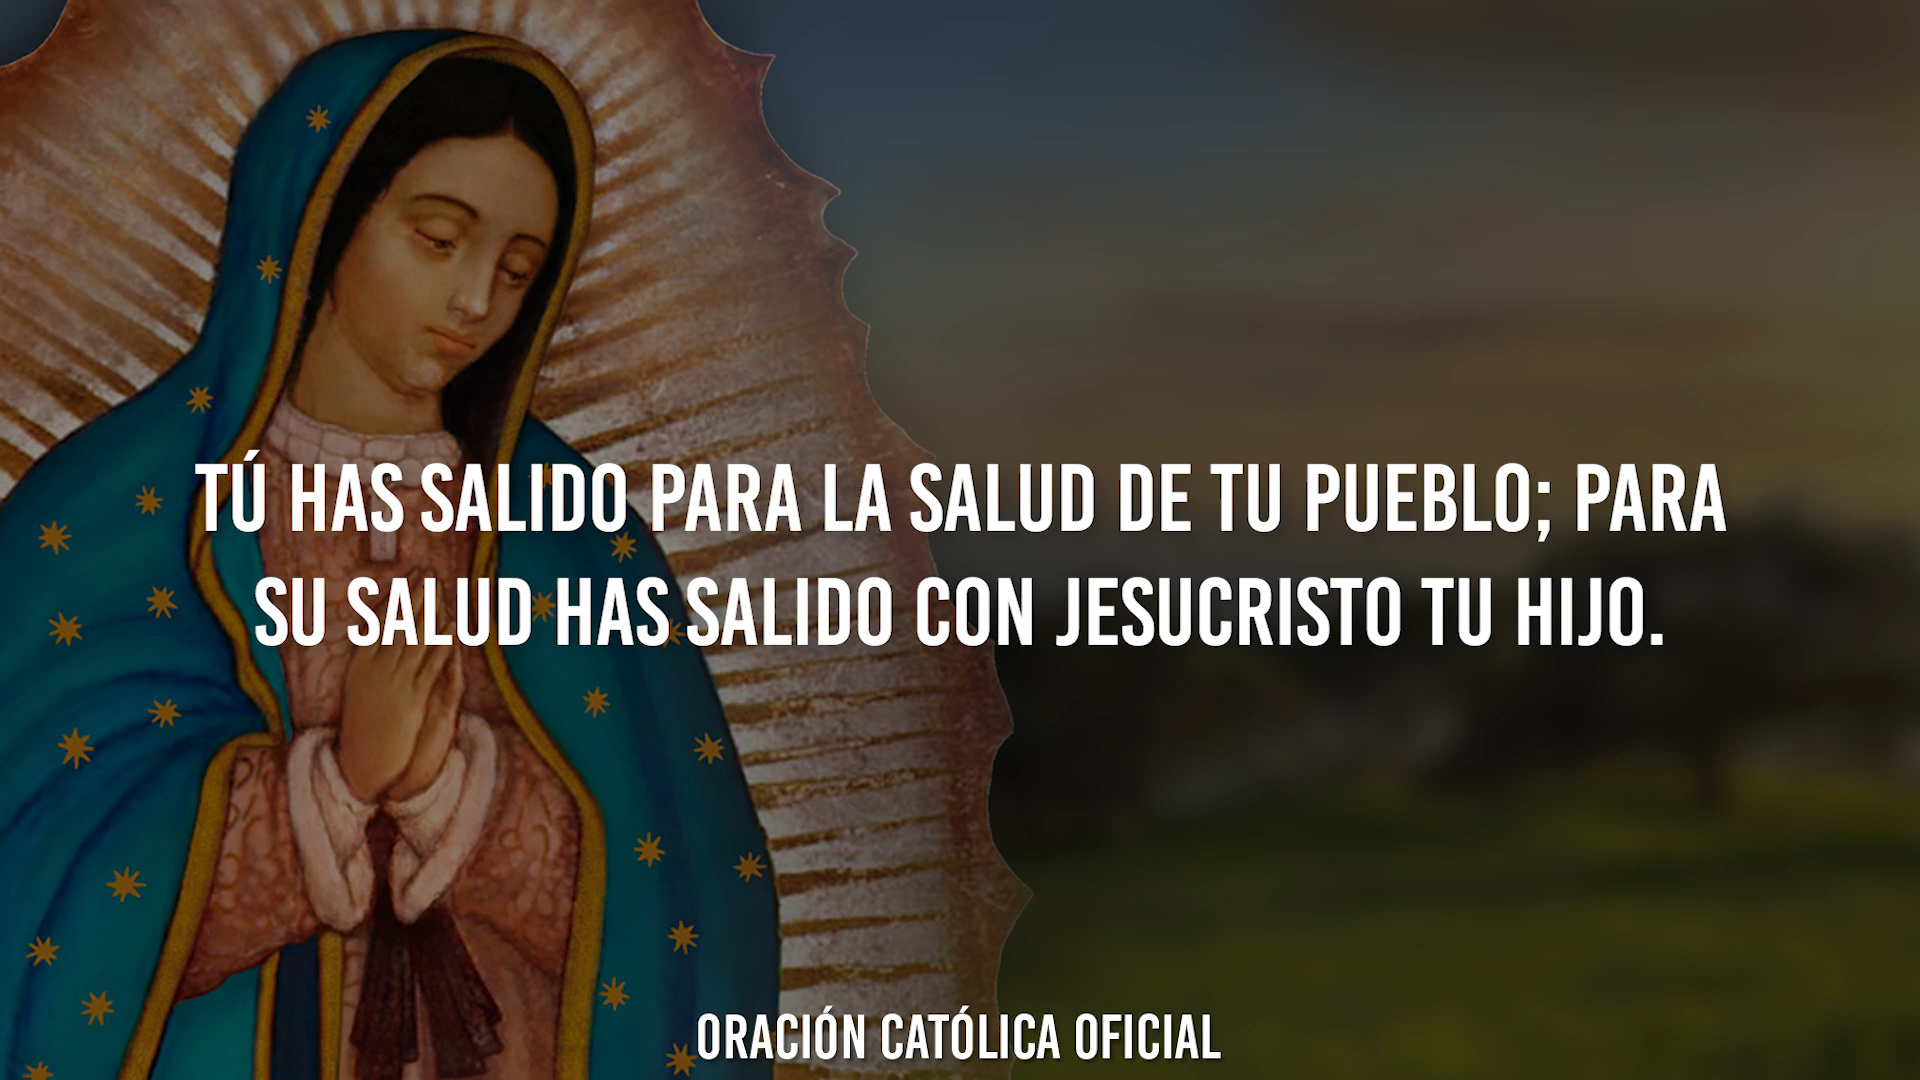 TÚ HAS SALIDO PARA LA SALUD DE TU PUEBLO; PARA
SU SALUD HAS SALIDO CON JESUCRISTO TU HIJO.
ORACIÓN CATÓLICA OFICIAL